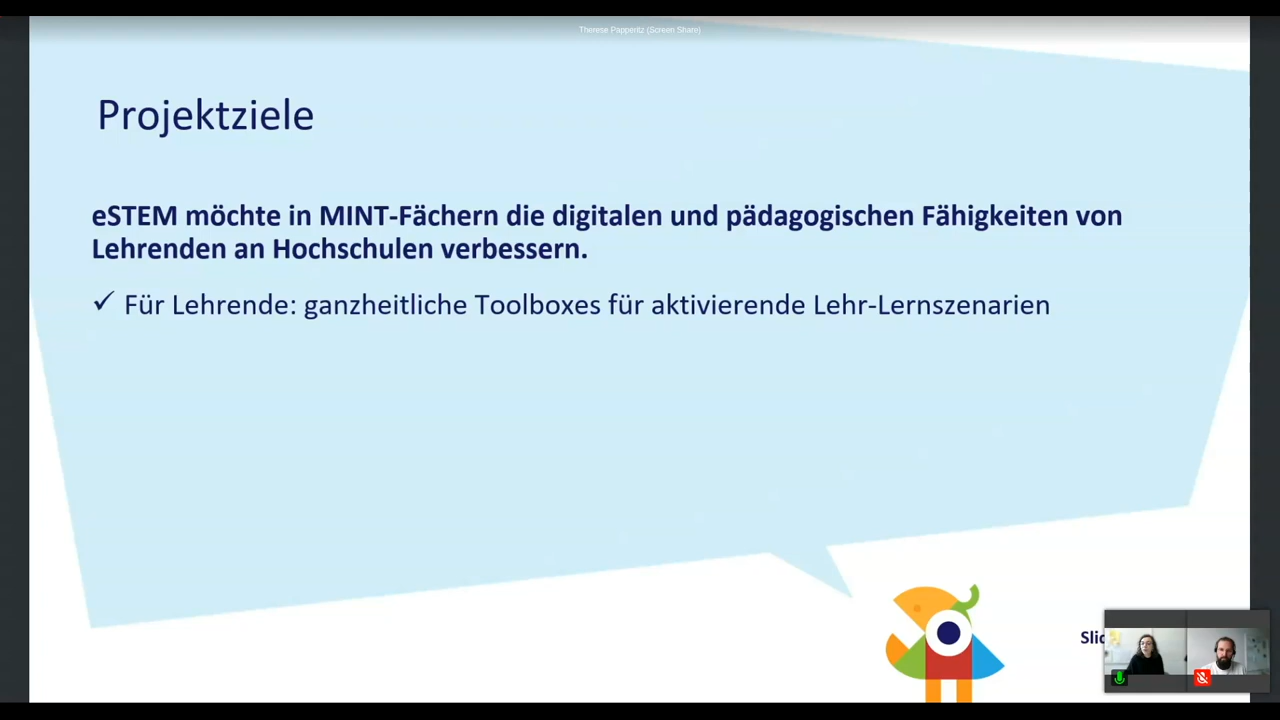 Therese Papperitz (Screen Share)
Projektziele
eSTEM möchte in MINT-Fächern die digitalen und pädagogischen Fähigkeiten von
Lehrenden an Hochschulen verbessern.
✓ Für Lehrende: ganzheitliche Toolboxes für aktivierende Lehr-Lernszenarien